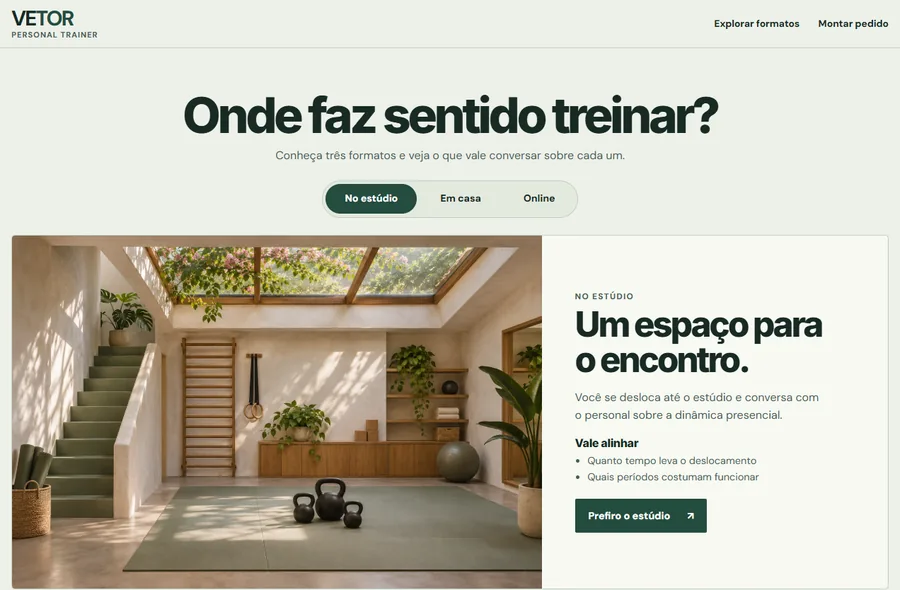 VETOR
PERSONAL TRAINER
Explorar formatos
Montar pedido
Onde faz sentido treinar?
Conheça três formatos e veja o que vale conversar sobre cada um.
No estúdio
Em casa
Online
NO ESTÚDIO
Um espaço para
o encontro.
Você se desloca até o estúdio e conversa com
o personal sobre a dinâmica presencial.
Vale alinhar
• Quanto tempo leva o deslocamento
• Quais períodos costumam funcionar
Prefiro o estúdio ↗